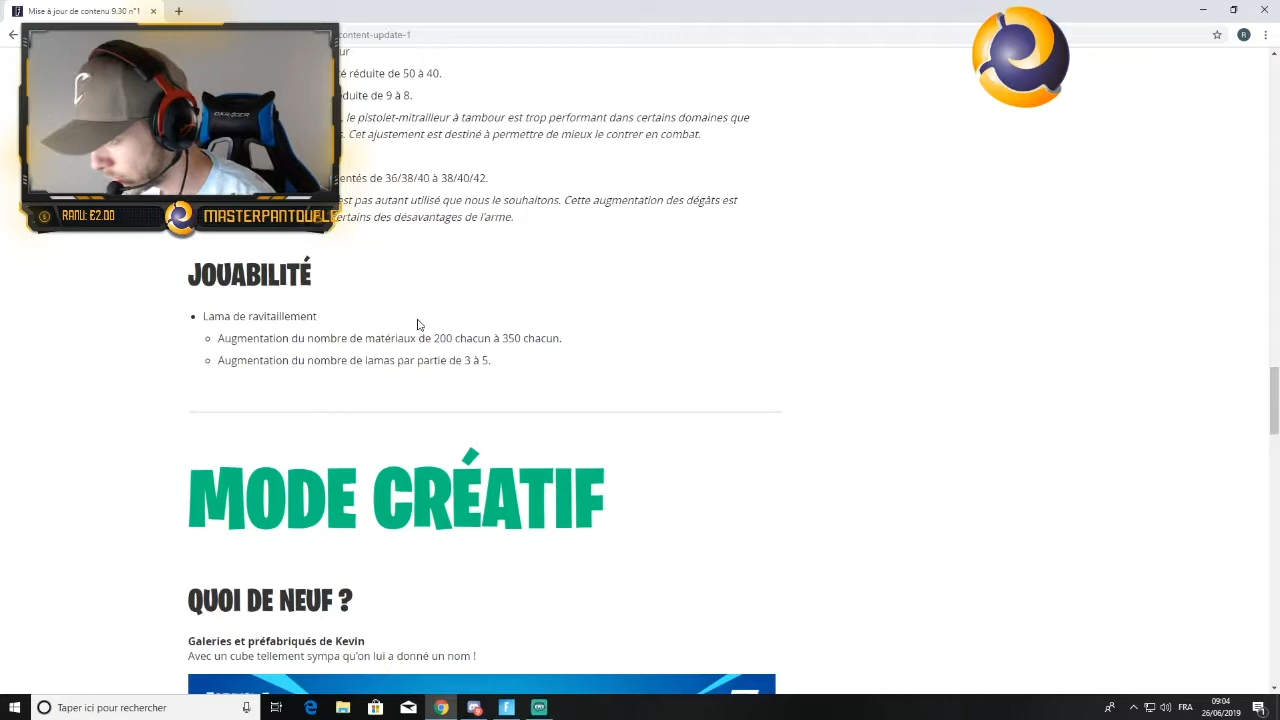 Mise à jour de contenu 9.30 n°1
content-update-1
é réduite de 50 à 40.
duite de 9 à 8.
, le pistolet-mitrailleur à tambour est trop performant dans certains domaines que
. Cet ajustement est destiné à permettre de mieux le contrer en combat.
entés de 36/38/40 à 38/40/42.
est pas autant utilisé que nous le souhaitons. Cette augmentation des dégâts est
ertains des désavantages de l'arme.
OXRACER
RANU: €2.00
MASTERPANTOUFLE
JOUABILITÉ
Lama de ravitaillement
Augmentation du nombre de matériaux de 200 chacun à 350 chacun.
Augmentation du nombre de lamas par partie de 3 à 5.
MODE CRÉATIF
QUOI DE NEUF ?
Galeries et préfabriqués de Kevin
Avec un cube tellement sympa qu'on lui a donné un nom !
Taper ici pour rechercher
FRA
09:04
26/06/2019